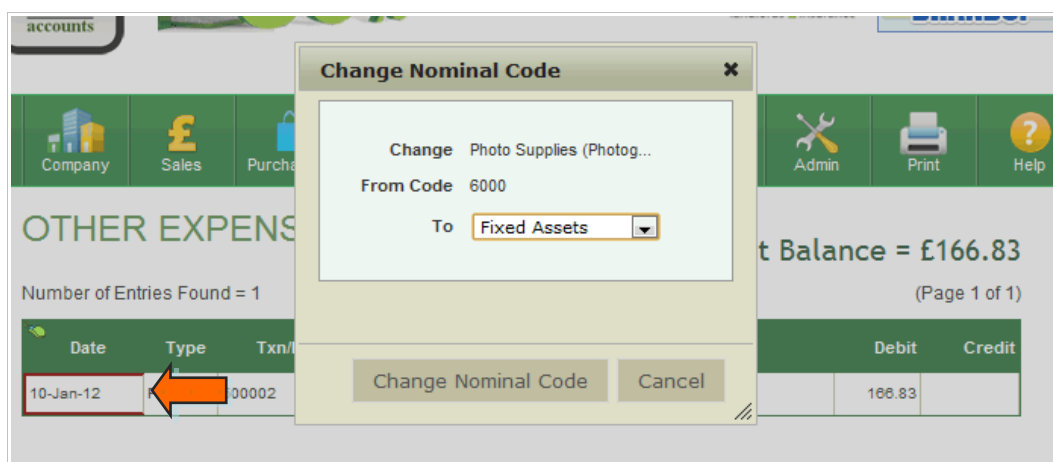 accounts
Change Nominal Code
Company
Sales
Purcha
Admin
Print
Help
Change Photo Supplies (Photog...
From Code 6000
To Fixed Assets
OTHER EXPENS
t Balance = £166.83
Number of Entries Found = 1
(Page 1 of 1)
Date Type Txn/ Debit Credit
10-Jan-12 00002 166.83
Change Nominal Code Cancel